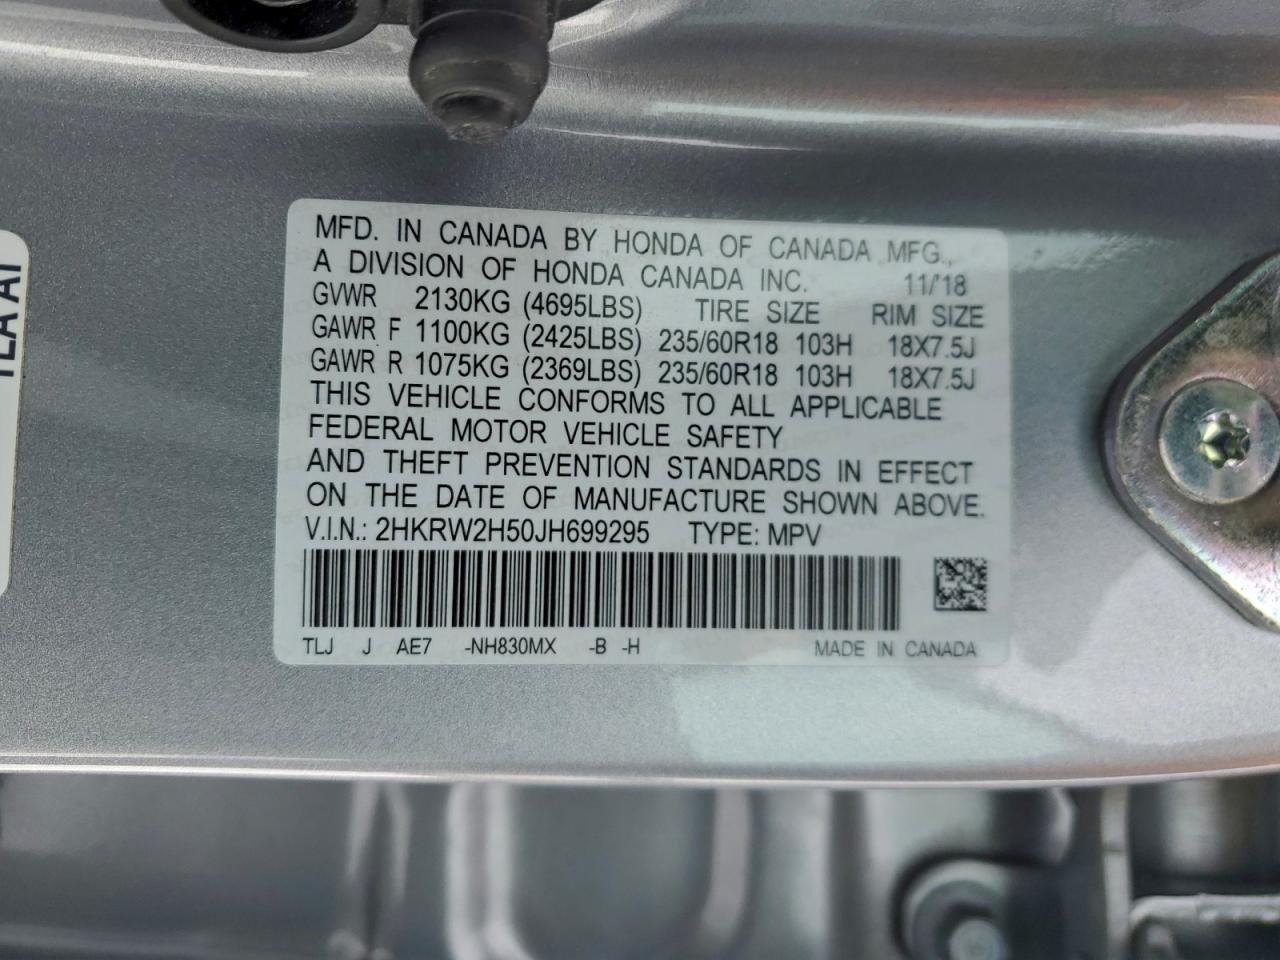 MFD. IN CANADA BY HONDA OF CANADA MFG.,
A DIVISION OF HONDA CANADA INC. 11/'18
GVWR 2130KG (4695LBS) TIRE SIZE RIM SIZE
GAWR F 1100KG (2425LBS) 235/60R18 103H 18X7.5J
GAWR R 1075KG (2369LBS) 235/60R18 103H 18X7.5J
THIS VEHICLE CONFORMS TO ALL APPLICABLE
FEDERAL MOTOR VEHICLE SAFETY
AND THEFT PREVENTION STANDARDS IN EFFECT
ON THE DATE OF MANUFACTURE SHOWN ABOVE.
V.I.N.: 2HKRW2H50JH699295 TYPE: MPV
TLJ J AE7 -NH830MX -B -H MADE IN CANADA